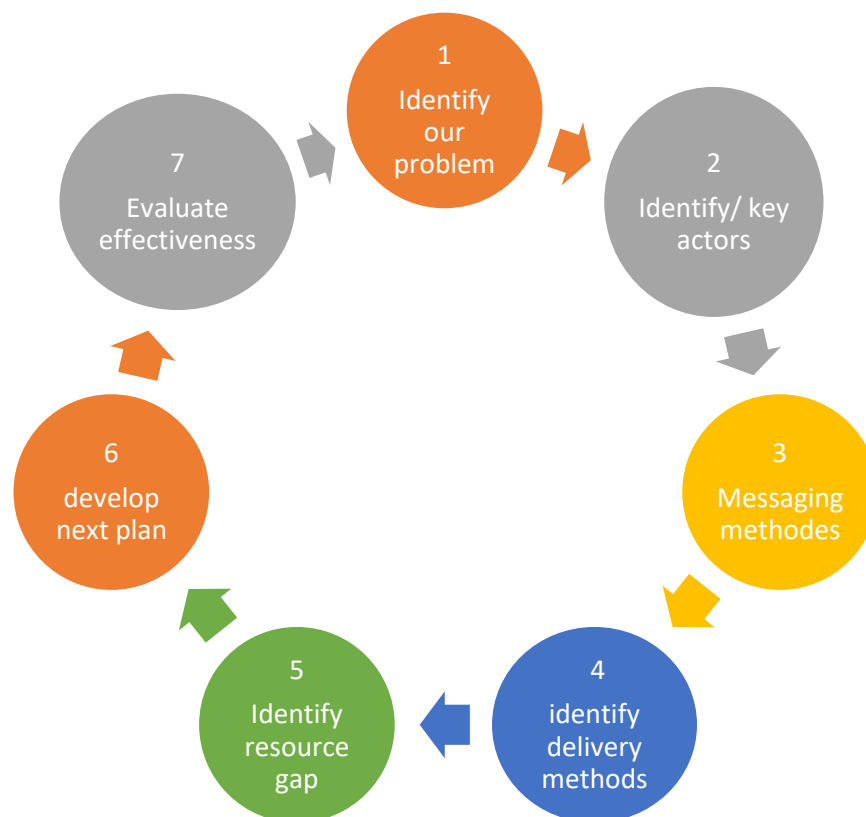 1
Identify
our
problem
2
Identify/ key
actors
3
Messaging
methodes
4
identify
delivery
methods
5
Identify
resource
gap
6
develop
next plan
7
Evaluate
effectiveness